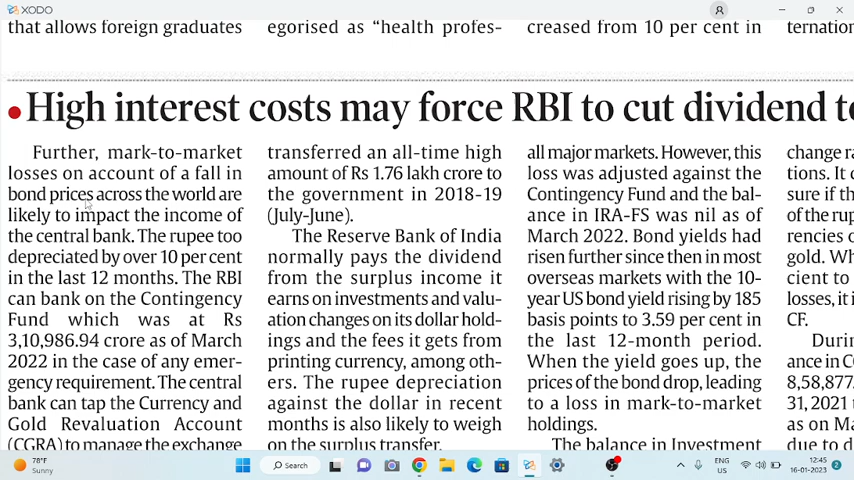 XODO
that allows foreign graduates
egorised as “health profes-
creased from 10 per cent in
ternation
• High interest costs may force RBI to cut dividend to
Further, mark-to-market
losses on account of a fall in
bond prices across the world are
likely to impact the income of
the central bank. The rupee too
depreciated by over 10 per cent
in the last 12 months. The RBI
can bank on the Contingency
Fund which was at Rs
3,10,986.94 crore as of March
2022 in the case of any emer-
gency requirement. The central
bank can tap the Currency and
Gold Revaluation Account
(CGRA) to manage the exchange
transferred an all-time high
amount of Rs 1.76 lakh crore to
the government in 2018-19
(July-June).
The Reserve Bank of India
normally pays the dividend
from the surplus income it
earns on investments and valu-
ation changes on its dollar hold-
ings and the fees it gets from
printing currency, among oth-
ers. The rupee depreciation
against the dollar in recent
months is also likely to weigh
on the surplus transfer.
all major markets. However, this
loss was adjusted against the
Contingency Fund and the bal-
ance in IRA-FS was nil as of
March 2022. Bond yields had
risen further since then in most
overseas markets with the 10-
year US bond yield rising by 185
basis points to 3.59 per cent in
the last 12-month period.
When the yield goes up, the
prices of the bond drop, leading
to a loss in mark-to-market
holdings.
The balance in Investment
change ra
tions. It c
sure if th
of the rup
rencies o
gold. Wh
cient to
losses, it i
CF.
Durin
ance in C
8,58,877.
31, 2021 t
as on Ma
due to d
78°F
Sunny
Search
ENG
US
12:45
16-01-2023
2